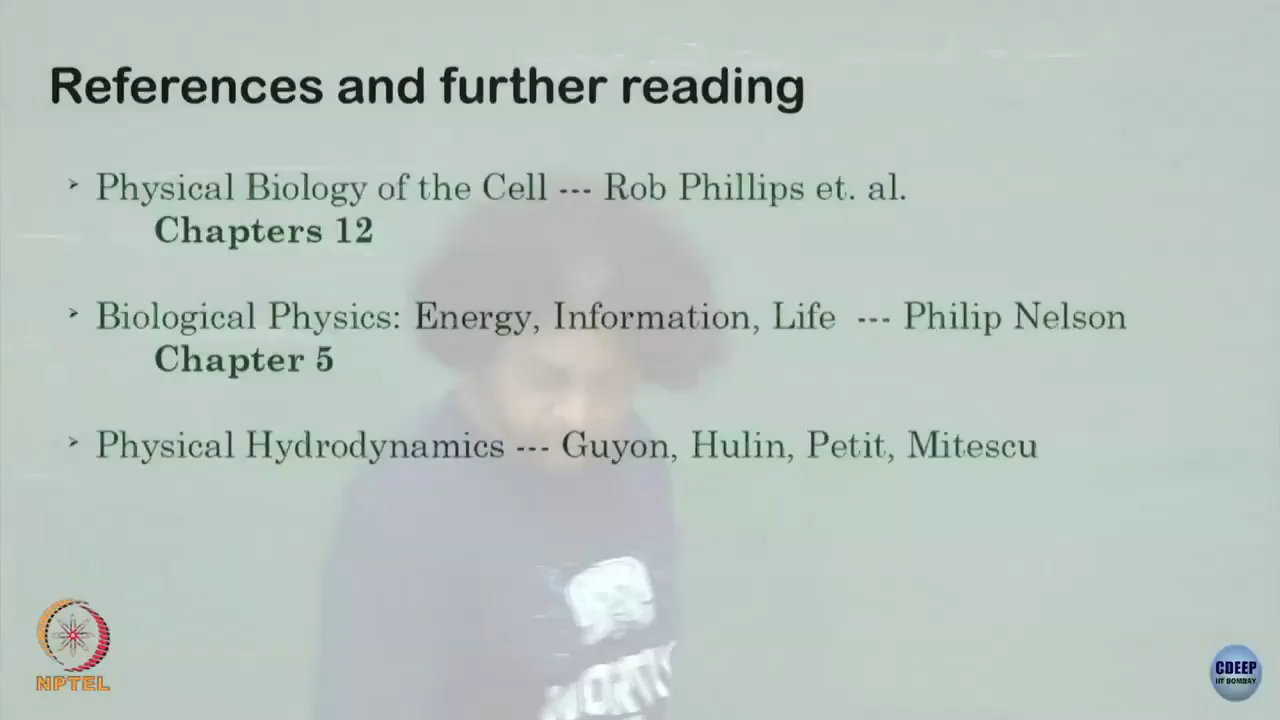 References and further reading
➢ Physical Biology of the Cell --- Rob Phillips et. al.
Chapters 12
➢ Biological Physics: Energy, Information, Life --- Philip Nelson
Chapter 5
➢ Physical Hydrodynamics --- Guyon, Hulin, Petit, Mitescu
NPTEL
CDEEP
IIT BOMBAY